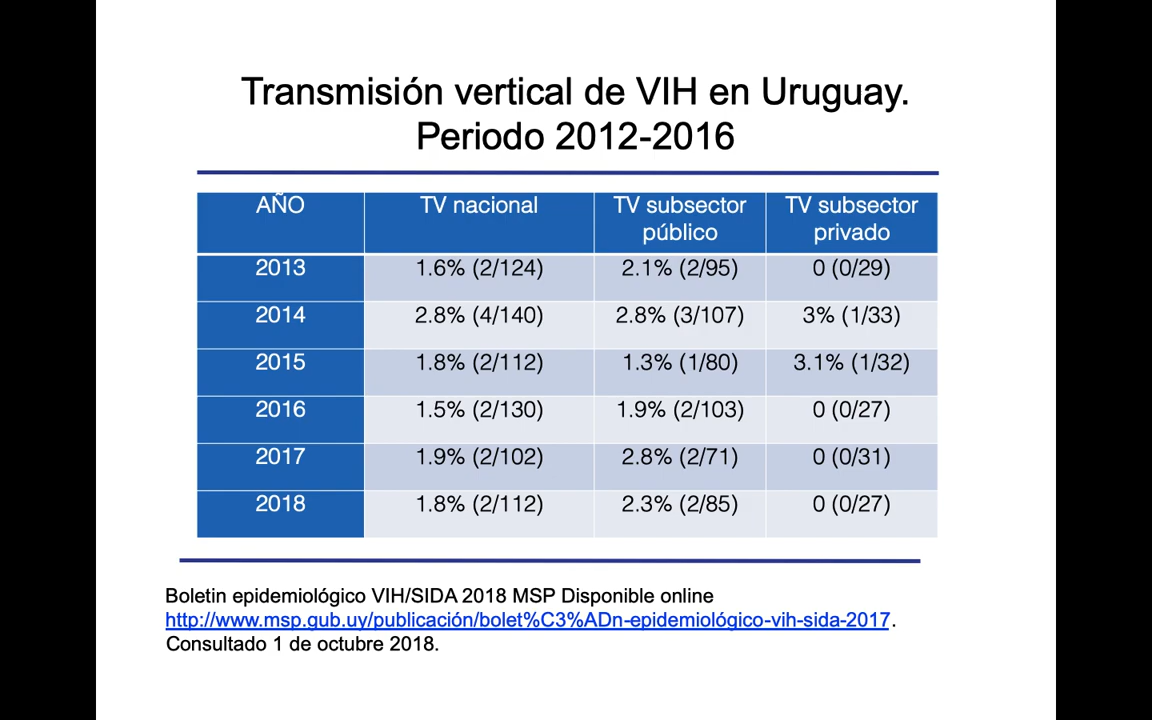 Transmisión vertical de VIH en Uruguay.
Periodo 2012-2016
AÑO TV nacional TV subsector público TV subsector privado
2013 1.6% (2/124) 2.1% (2/95) 0 (0/29)
2014 2.8% (4/140) 2.8% (3/107) 3% (1/33)
2015 1.8% (2/112) 1.3% (1/80) 3.1% (1/32)
2016 1.5% (2/130) 1.9% (2/103) 0 (0/27)
2017 1.9% (2/102) 2.8% (2/71) 0 (0/31)
2018 1.8% (2/112) 2.3% (2/85) 0 (0/27)
Boletin epidemiológico VIH/SIDA 2018 MSP Disponible online
http://www.msp.gub.uy/publicación/bolet%C3%ADn-epidemiológico-vih-sida-2017.
Consultado 1 de octubre 2018.